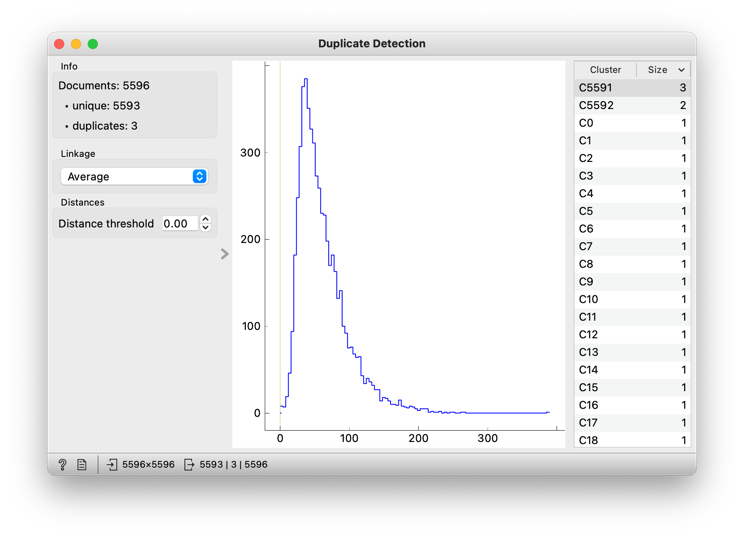 Duplicate Detection
Info
Documents: 5596
• unique: 5593
• duplicates: 3
Linkage
Average
Distances
Distance threshold 0.00
300
200
100
0
0 100 200 300
Cluster Size
C5591 3
C5592 2
C0 1
C1 1
C2 1
C3 1
C4 1
C5 1
C6 1
C7 1
C8 1
C9 1
C10 1
C11 1
C12 1
C13 1
C14 1
C15 1
C16 1
C17 1
C18 1
? 5596×5596 5593 | 3 | 5596